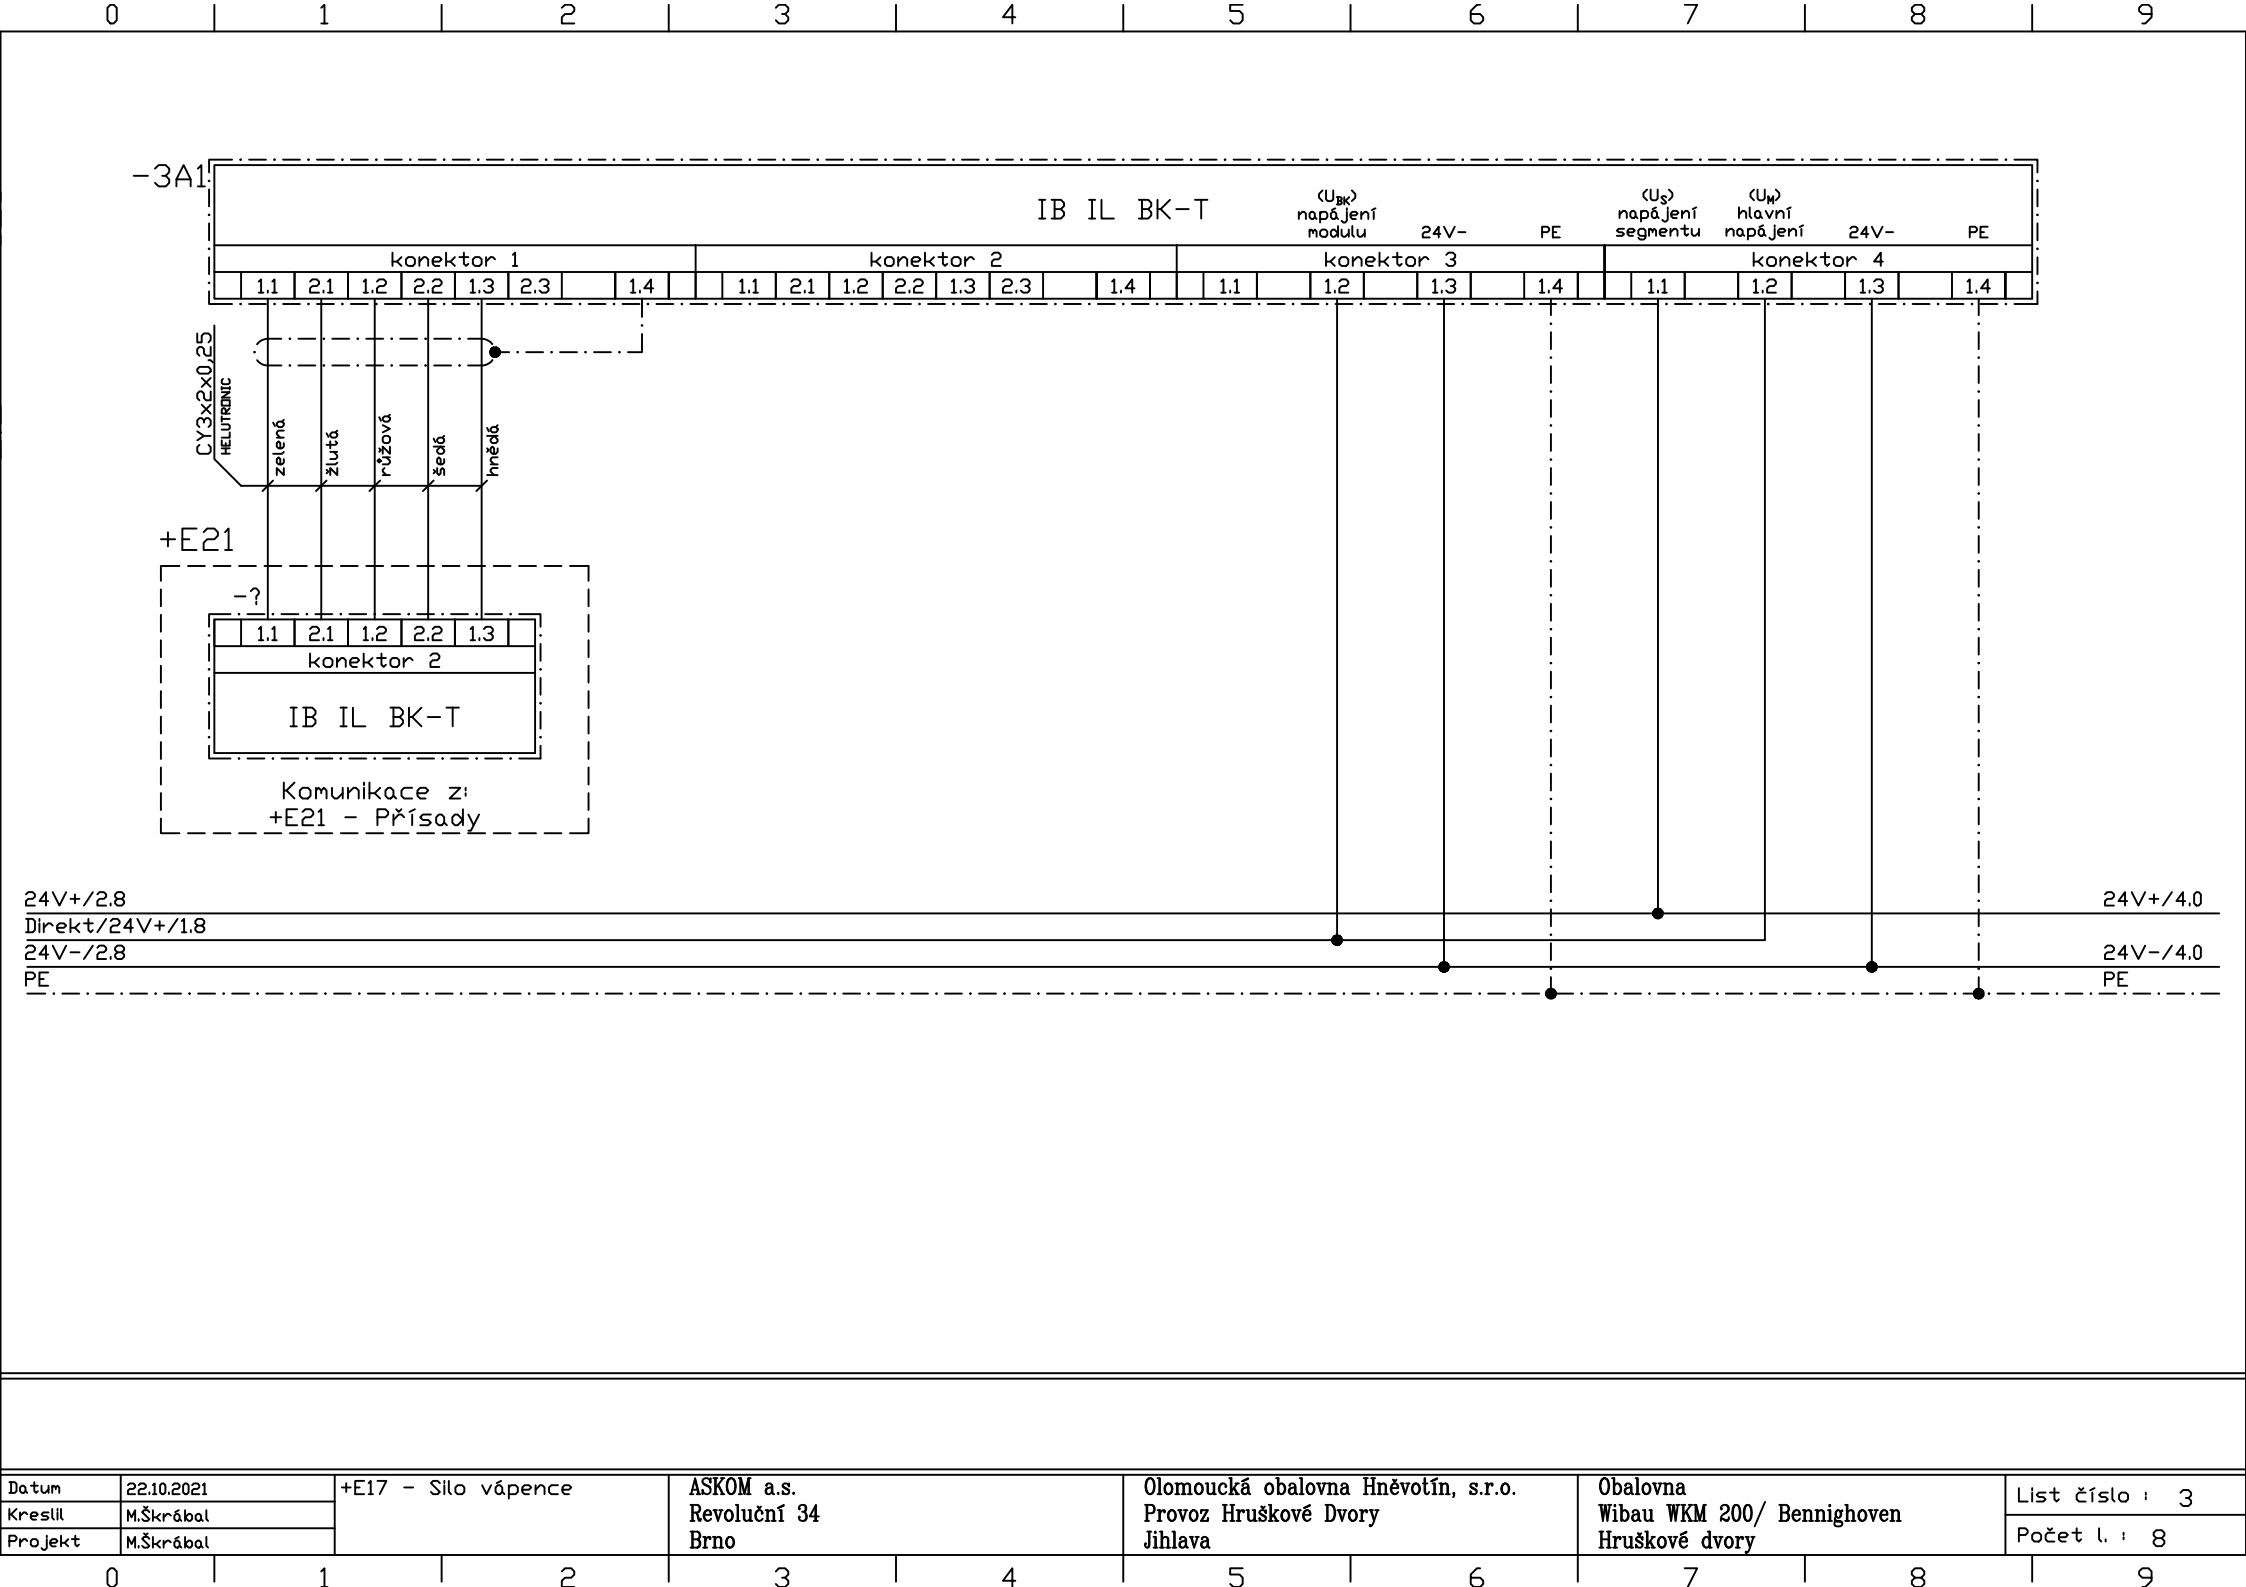 0 1 2 3 4 5 6 7 8 9
-3A1
IB IL BK-T
(UBK)
napájení
modulu
24V-
PE
(US)
napájení
segmentu
(UM)
hlavní
napájení
24V-
PE
konektor 1 konektor 2 konektor 3 konektor 4
1.1 2.1 1.2 2.2 1.3 2.3 1.4 1.1 2.1 1.2 2.2 1.3 2.3 1.4 1.1 1.2 1.3 1.4 1.1 1.2 1.3 1.4
CY3x2x0,25
HELUTRONIC
zelená
žlutá
růžová
šedá
hnědá
+E21
-?
1.1 2.1 1.2 2.2 1.3
konektor 2
IB IL BK-T
Komunikace z:
+E21 - Přísady
24V+/2.8 24V+/4.0
Direkt/24V+/1.8
24V-/2.8 24V-/4.0
PE PE
Datum 22.10.2021
Kreslil M.Škrábal
Projekt M.Škrábal
+E17 - Silo vápence
ASKOM a.s.
Revoluční 34
Brno
Olomoucká obalovna Hněvotín, s.r.o.
Provoz Hruškové Dvory
Jihlava
Obalovna
Wibau WKM 200/ Bennighoven
Hruškové dvory
List číslo : 3
Počet l. : 8
0 1 2 3 4 5 6 7 8 9